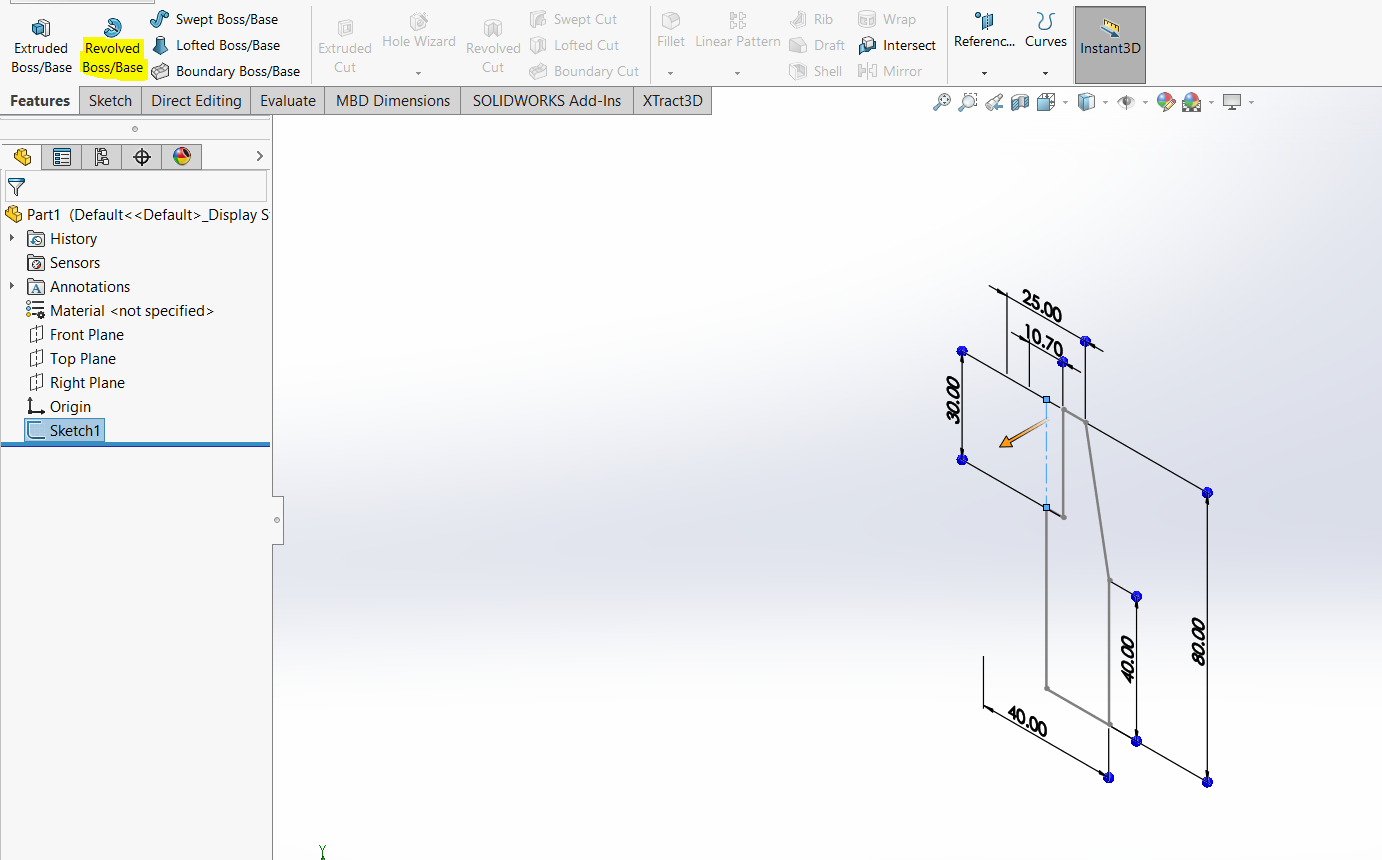 Extruded Boss/Base
Revolved Boss/Base
Swept Boss/Base
Lofted Boss/Base
Boundary Boss/Base
Extruded Cut
Hole Wizard
Revolved Cut
Swept Cut
Lofted Cut
Boundary Cut
Fillet
Linear Pattern
Rib
Draft
Shell
Wrap
Intersect
Mirror
Referenc...
Curves
Instant3D
Features
Sketch
Direct Editing
Evaluate
MBD Dimensions
SOLIDWORKS Add-Ins
XTract3D
Part1 (Default<<Default>_Display S
History
Sensors
A
Annotations
Material <not specified>
Front Plane
Top Plane
Right Plane
Origin
Sketch1
25.00
10.70
30.00
40.00
80.00
40.00
Y